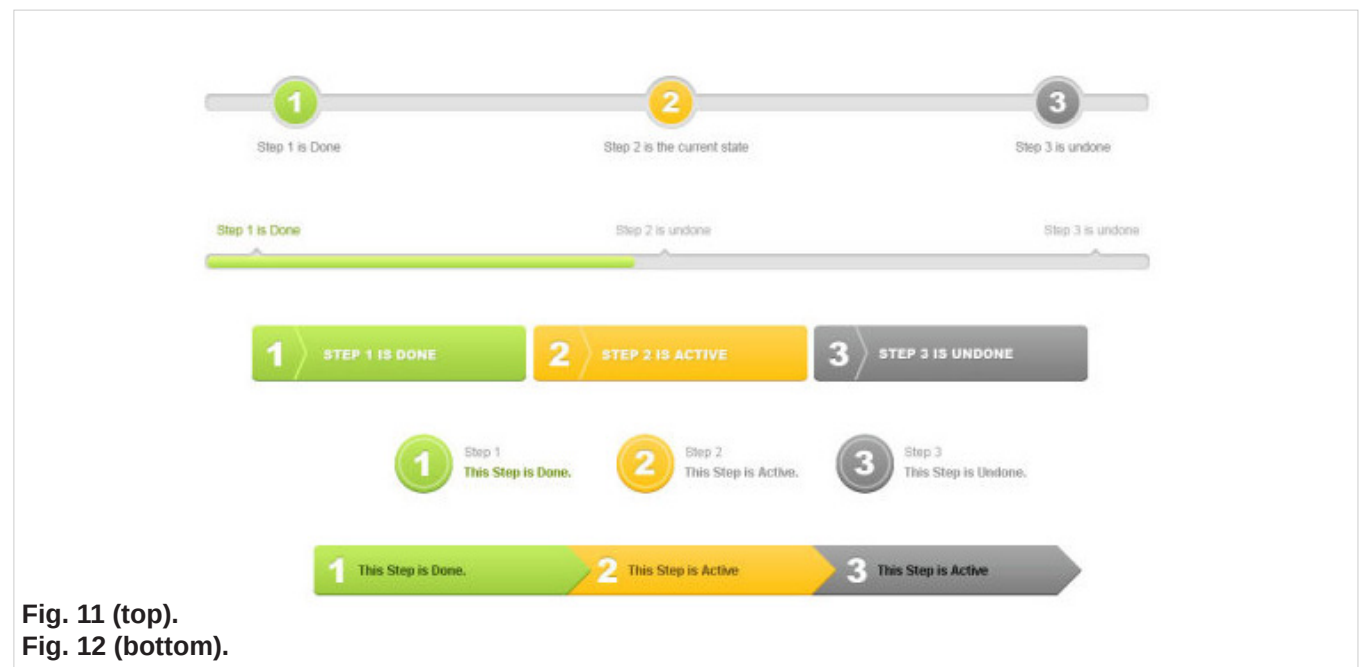 1 2 3
Step 1 is Done Step 2 is the current state Step 3 is undone
Step 1 is Done Step 2 is undone Step 3 is undone
1 STEP 1 IS DONE 2 STEP 2 IS ACTIVE 3 STEP 3 IS UNDONE
1 Step 1
This Step is Done.
2 Step 2
This Step is Active.
3 Step 3
This Step is Undone.
1 This Step is Done. 2 This Step is Active 3 This Step is Active
Fig. 11 (top).
Fig. 12 (bottom).